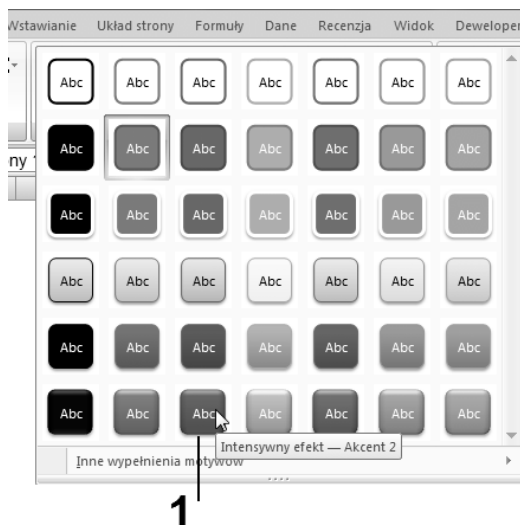 Wstawianie Układ strony Formuły Dane Recenzja Widok Deweloper
ny
Abc Abc Abc Abc Abc Abc Abc
Abc Abc Abc Abc Abc Abc Abc
Abc Abc Abc Abc Abc Abc Abc
Abc Abc Abc Abc Abc Abc Abc
Abc Abc Abc Abc Abc Abc Abc
Abc Abc Abc Abc Abc Abc Abc
Intensywny efekt — Akcent 2
Inne wypełnienia motywów
1